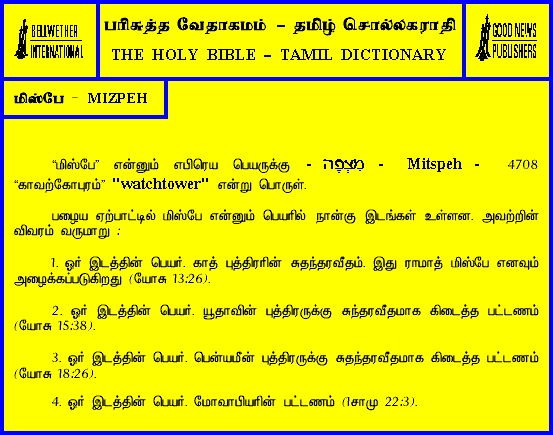 BELLWETHER
INTERNATIONAL
பரிசுத்த வேதாகமம் – தமிழ் சொல்லகராதி
THE HOLY BIBLE – TAMIL DICTIONARY
GOOD NEWS
PUBLISHERS
மிஸ்பே - MIZPEH
“மிஸ்பே” என்னும் எபிரெய பெயருக்கு - מִצְפֶּה - Mitspeh - 4708
“காவற்கோபுரம்” "watchtower" என்று பொருள்.
பழைய ஏற்பாட்டில் மிஸ்பே என்னும் பெயரில் நான்கு இடங்கள் உள்ளன. அவற்றின்
விவரம் வருமாறு :
1. ஓர் இடத்தின் பெயர். காத் புத்திரரின் சுதந்தரவீதம். இது ராமாத் மிஸ்பே எனவும்
அழைக்கப்படுகிறது (யோசு 13:26).
2. ஓர் இடத்தின் பெயர். யூதாவின் புத்திரருக்கு சுந்தரவீதமாக கிடைத்த பட்டணம்
(யோசு 15:38).
3. ஓர் இடத்தின் பெயர். பென்யமீன் புத்திரருக்கு சுதந்தரவீதமாக கிடைத்த பட்டணம்
(யோசு 18:26).
4. ஓர் இடத்தின் பெயர். மோவாபியரின் பட்டணம் (1சாமு 22:3).